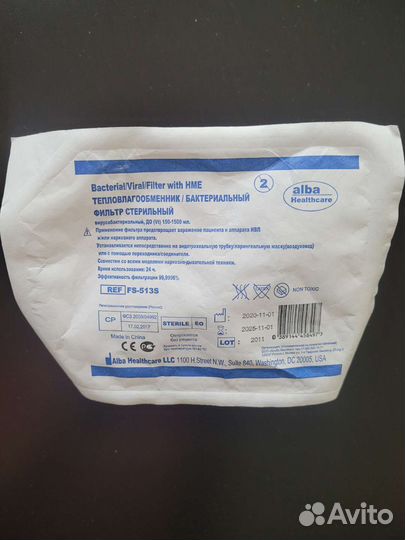 Bacterial/Viral/Filter with HME
ТЕПЛОВЛАГООБМЕННИК / БАКТЕРИАЛЬНЫЙ
ФИЛЬТР СТЕРИЛЬНЫЙ
вирусобактериальный, ДО (Vt) 150-1500 мл.
2
alba
Healthcare
Применение фильтра предотвращает заражение пациента и аппарата ИВЛ
и/или наркозного аппарата.
Устанавливается непосредственно на эндотрахеальную трубку/ларингеальную маску(воздуховод)
или с помощью переходника/соединителя.
Совместим со всеми моделями наркозно-дыхательной техники.
Время использования: 24 ч.
Эффективность фильтрации 99,9998%
REF FS-513S
NON TOXIC
CP
17.02.2017
STERILE EO
Made in China
2020-11-01
2025-11-01
LOT: 2011
Alba Healthcare LLC 1100 H.Street N.W., Suite 840, Washington, DC 20005, USA
Avito